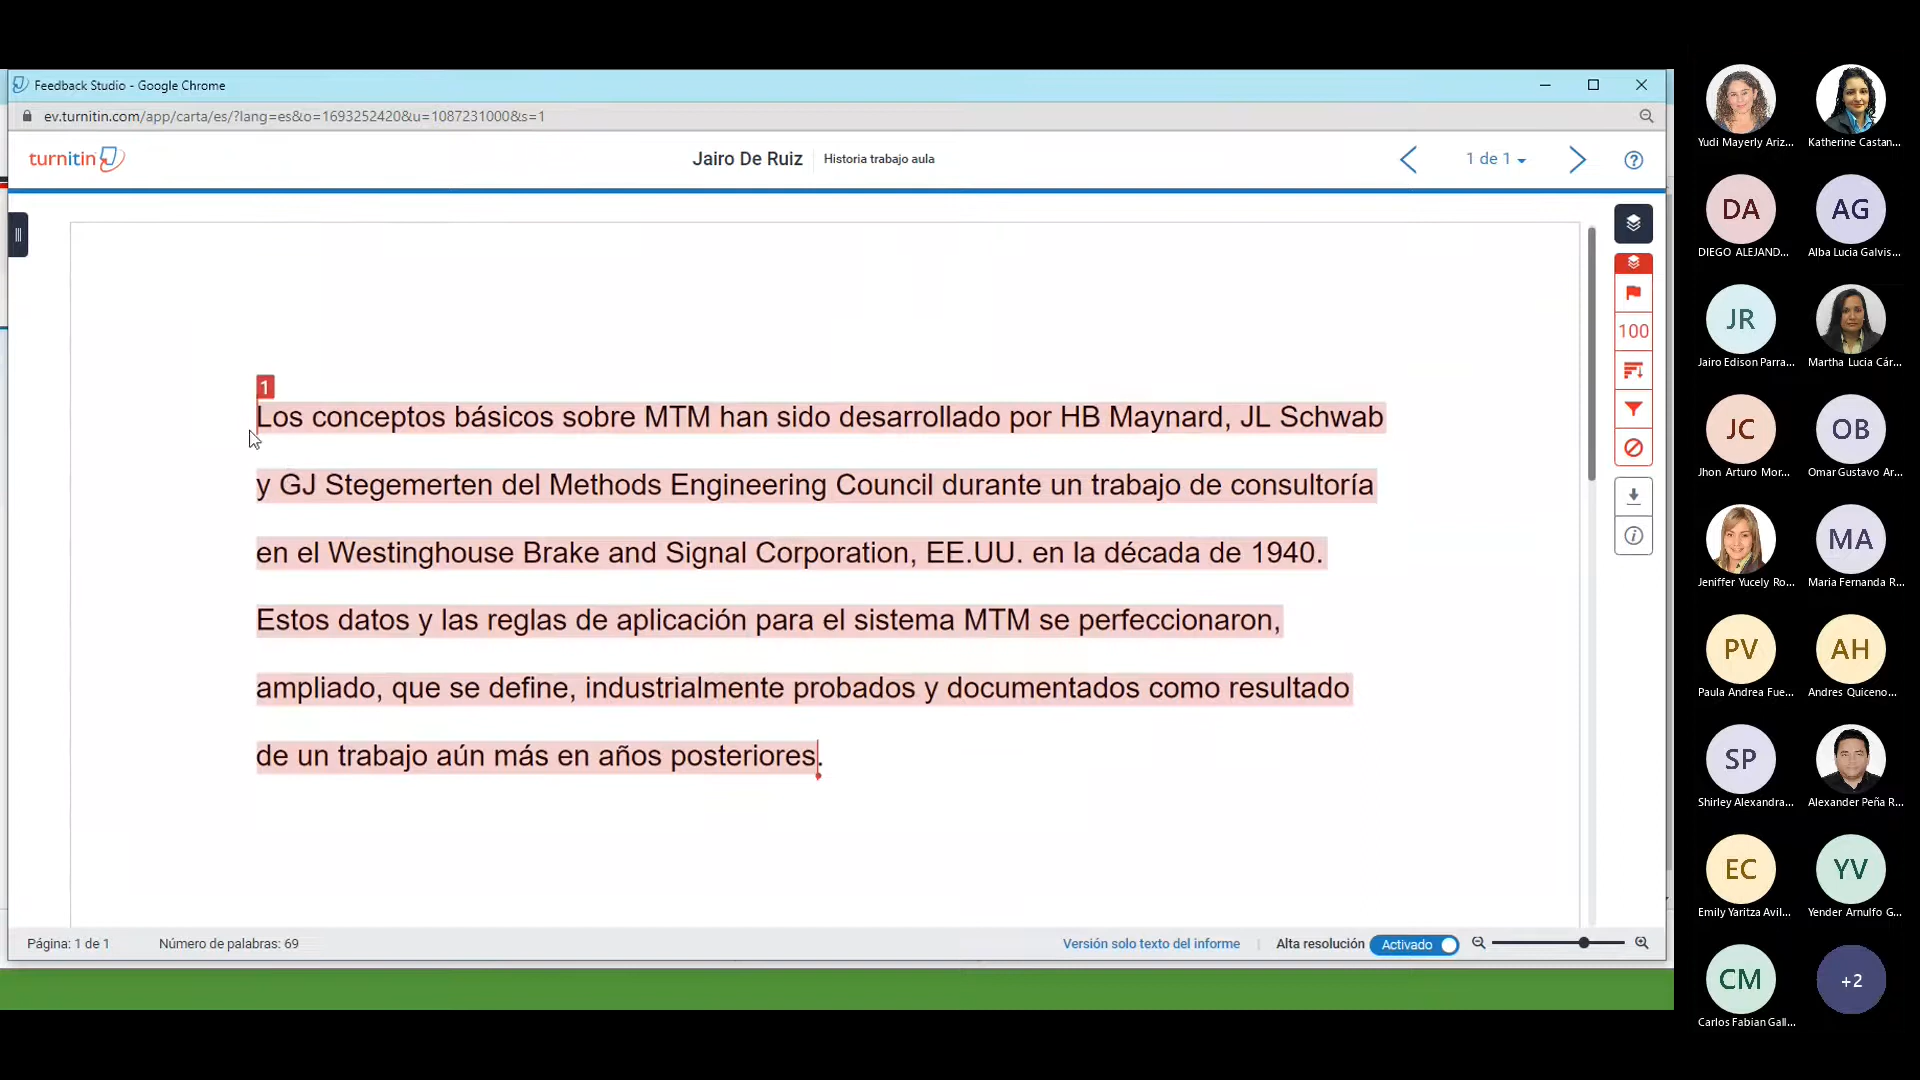 Feedback Studio - Google Chrome
ev.turnitin.com/app/carta/es/?lang=es&o=1693252420&u=1087231000&s=1
turnitin
Jairo De Ruiz
Historia trabajo aula
1 de 1
?
100
1
Los conceptos básicos sobre MTM han sido desarrollado por HB Maynard, JL Schwab
y GJ Stegemerten del Methods Engineering Council durante un trabajo de consultoría
en el Westinghouse Brake and Signal Corporation, EE.UU. en la década de 1940.
Estos datos y las reglas de aplicación para el sistema MTM se perfeccionaron,
ampliado, que se define, industrialmente probados y documentados como resultado
de un trabajo aún más en años posteriores.
Página: 1 de 1
Número de palabras: 69
Versión solo texto del informe
Alta resolución
Activado
Yudi Mayerly Ariz...
Katherine Castan...
DA
AG
DIEGO ALEJAND...
Alba Lucia Galvis...
JR
Jairo Edison Parra...
Martha Lucia Cár...
JC
OB
Jhon Arturo Mor...
Omar Gustavo Ar...
MA
Jeniffer Yucely Ro...
Maria Fernanda R...
PV
AH
Paula Andrea Fue...
Andres Quiceno...
SP
Shirley Alexandra...
Alexander Peña R...
EC
YV
Emily Yaritza Avil...
Yender Arnulfo G...
CM
+2
Carlos Fabian Gall...